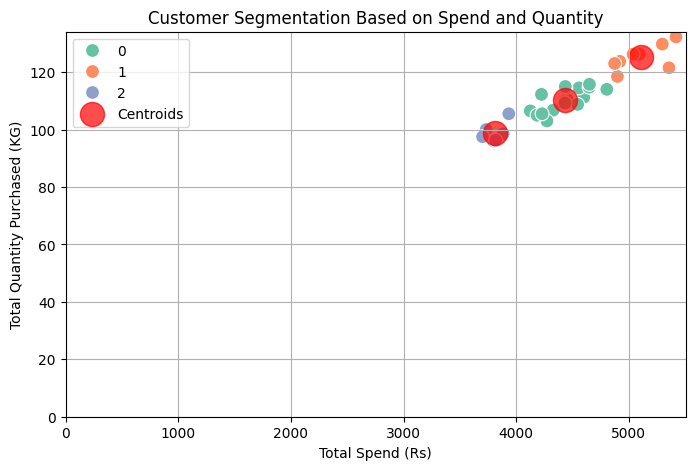 Customer Segmentation Based on Spend and Quantity
0
1
2
Centroids
Total Quantity Purchased (KG)
120
100
80
60
40
20
0
0 1000 2000 3000 4000 5000
Total Spend (Rs)